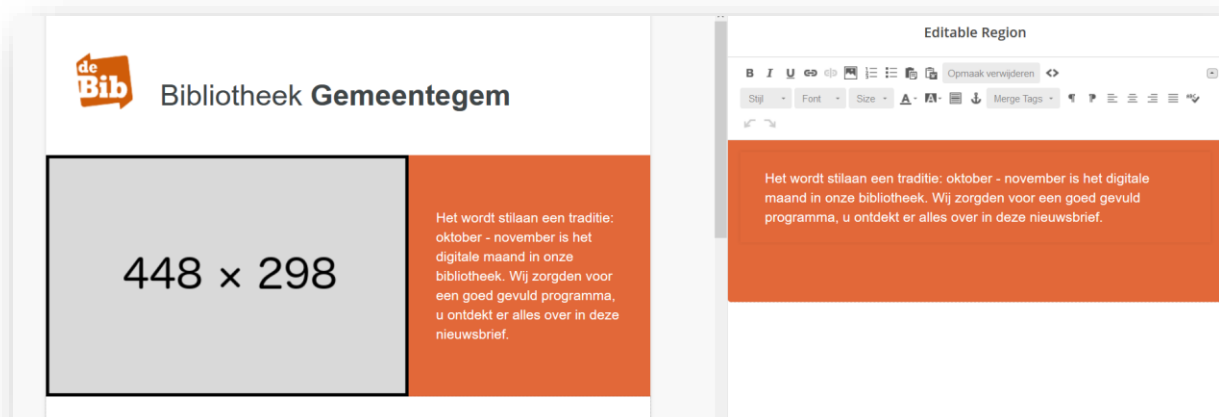 de
Bib
Bibliotheek Gemeentegem
448 × 298
Het wordt stilaan een traditie:
oktober - november is het
digitale maand in onze
bibliotheek. Wij zorgden voor
een goed gevuld programma,
u ontdekt er alles over in deze
nieuwsbrief.
Editable Region
B I U Opmaak verwijderen
Stijl Font Size A A Merge Tags
Het wordt stilaan een traditie: oktober - november is het digitale
maand in onze bibliotheek. Wij zorgden voor een goed gevuld
programma, u ontdekt er alles over in deze nieuwsbrief.